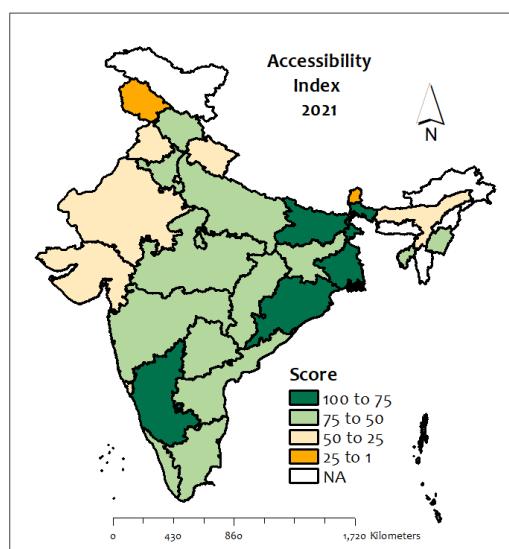 Accessibility
Index
2021
N
Score
100 to 75
75 to 50
50 to 25
25 to 1
NA
0 430 860 1,720 Kilometers